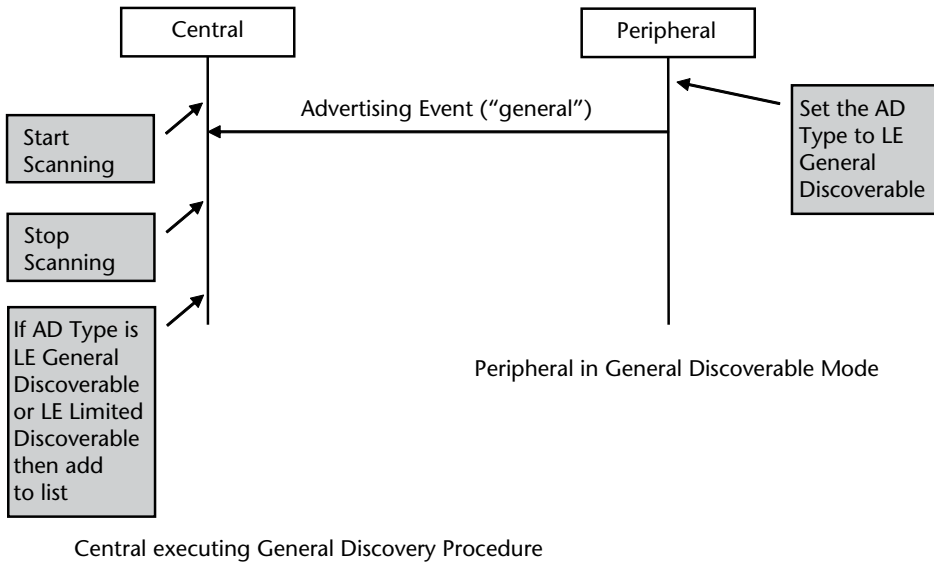 Central
Peripheral
Advertising Event (“general”)
Start
Scanning
Set the AD
Type to LE
General
Discoverable
Stop
Scanning
If AD Type is
LE General
Discoverable
or LE Limited
Discoverable
then add
to list
Peripheral in General Discoverable Mode
Central executing General Discovery Procedure